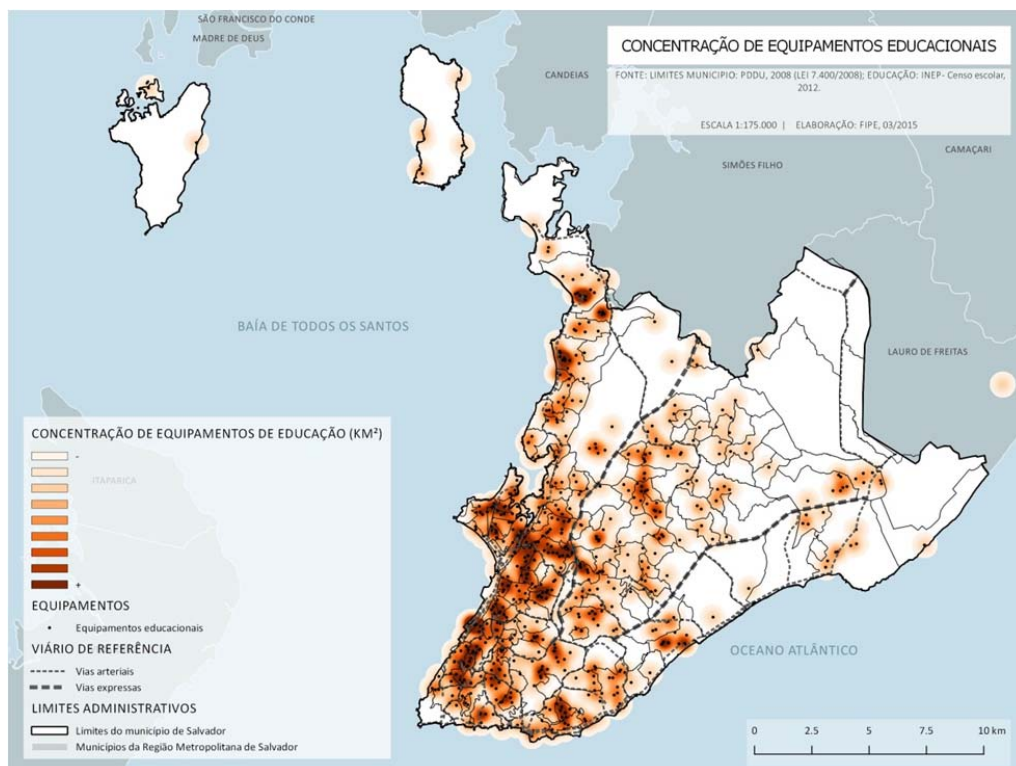 SÃO FRANCISCO DO CONDE
MADRE DE DEUS
CANDEIAS
CONCENTRAÇÃO DE EQUIPAMENTOS EDUCACIONAIS
FONTE: LIMITES MUNICIPIO: PDDU, 2008 (LEI 7.400/2008); EDUCAÇÃO: INEP- Censo escolar,
2012.
ESCALA 1:175.000 | ELABORAÇÃO: FIPE, 03/2015
CAMAÇARI
SIMÕES FILHO
BAÍA DE TODOS OS SANTOS
LAURO DE FREITAS
CONCENTRAÇÃO DE EQUIPAMENTOS DE EDUCAÇÃO (KM²)
-
ITAPARICA
+
EQUIPAMENTOS
Equipamentos educacionais
VIÁRIO DE REFERÊNCIA
Vias arteriais
Vias expressas
LIMITES ADMINISTRATIVOS
Límites do município de Salvador
Municípios da Região Metropolitana de Salvador
OCEANO ATLÂNTICO
0 2.5 5 7.5 10 km